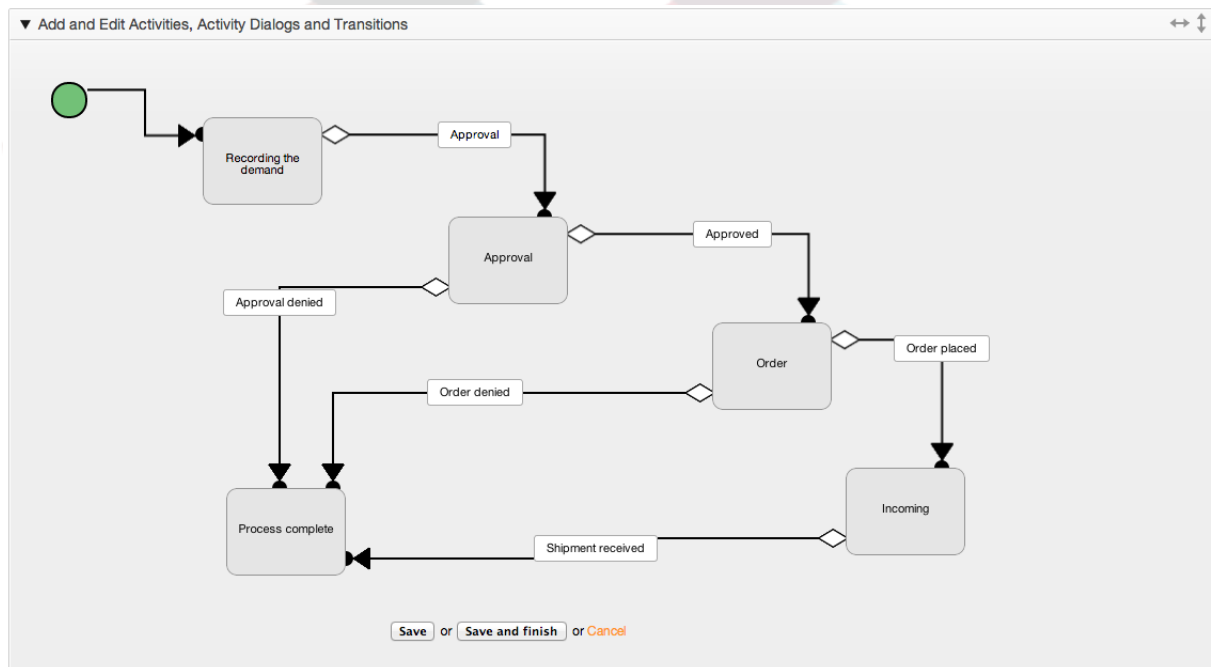 ▼ Add and Edit Activities, Activity Dialogs and Transitions
Recording the
demand
Approval
Approval
Approved
Approval denied
Order
Order placed
Order denied
Incoming
Process complete
Shipment received
Save or Save and finish or Cancel